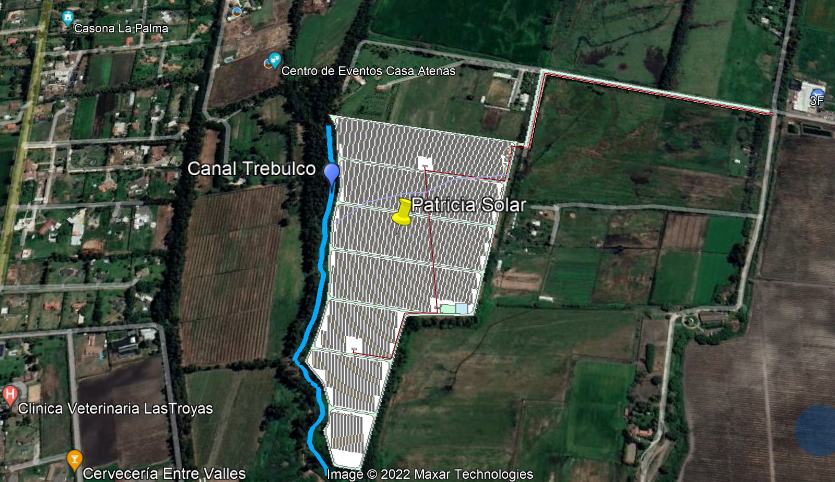 Casona La Palma
Centro de Eventos Casa Atenas
3F
Canal Trebulco
Patricia Solar
Clinica Veterinaria LasTroyas
Cervecería Entre Valles
Image © 2022 Maxar Technologies